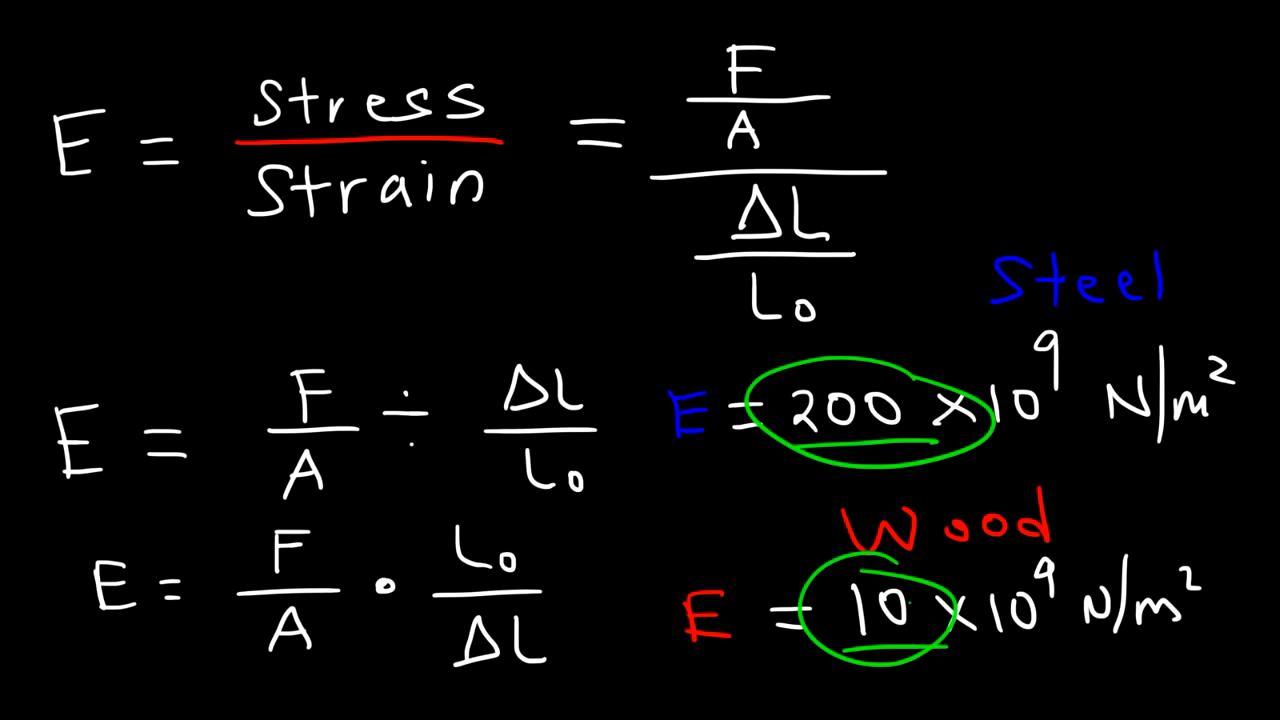 E = Stress / Strain = (F / A) / (ΔL / L₀)
Steel
E = F / A ÷ ΔL / L₀
E = 200 × 10⁹ N/m²
Wood
E = F / A • L₀ / ΔL
E = 10 × 10⁹ N/m²